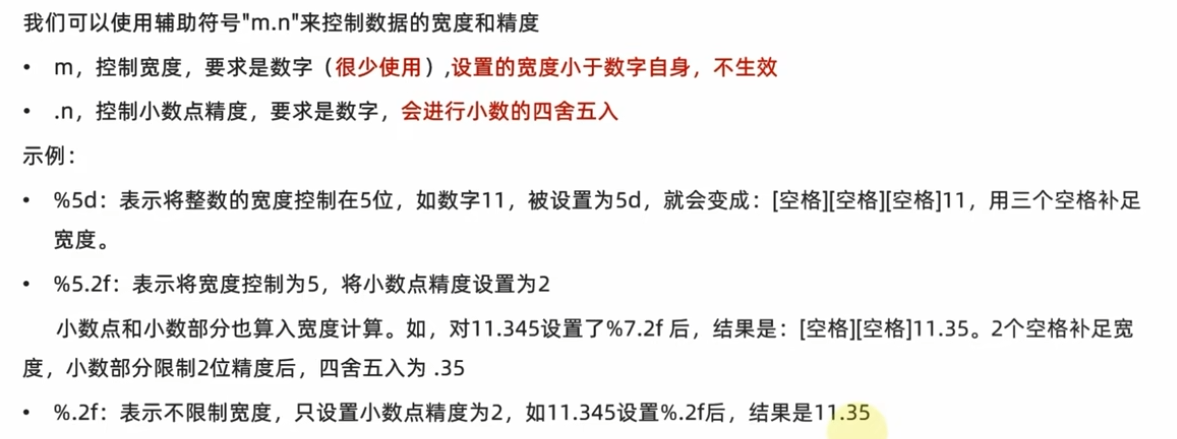 我们可以使用辅助符号"m.n"来控制数据的宽度和精度
• m，控制宽度，要求是数字（很少使用）,设置的宽度小于数字自身，不生效
• .n，控制小数点精度，要求是数字，会进行小数的四舍五入
示例：
• %5d：表示将整数的宽度控制在5位，如数字11，被设置为5d，就会变成：[空格][空格][空格]11，用三个空格补足
宽度。
• %5.2f：表示将宽度控制为5，将小数点精度设置为2
小数点和小数部分也算入宽度计算。如，对11.345设置了%7.2f 后，结果是：[空格][空格]11.35。2个空格补足宽
度，小数部分限制2位精度后，四舍五入为 .35
• %.2f：表示不限制宽度，只设置小数点精度为2，如11.345设置%.2f后，结果是11.35